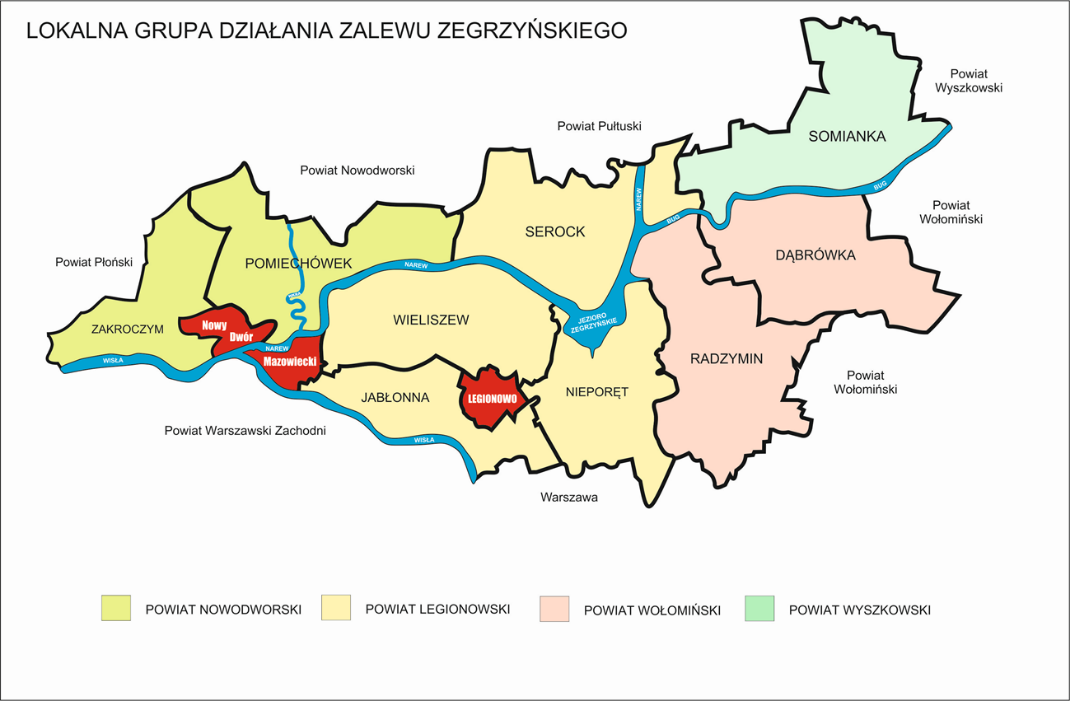 LOKALNA GRUPA DZIAŁANIA ZALEWU ZEGRZYŃSKIEGO
Powiat
Wyszkowski
Powiat Pułtuski
SOMIANKA
Powiat Nowodworski
BUG
NAREW
Powiat
Wołomiński
BUG
SEROCK
Powiat Płoński
POMIECHÓWEK
NAREW
DĄBRÓWKA
ZAKROCZYM
Nowy
Dwór
WIELISZEW
JEZIORO
ZEGRZYŃSKIE
NAREW
Mazowiecki
WISŁA
RADZYMIN
Powiat
Wołomiński
JABŁONNA
LEGIONOWO
NIEPORĘT
Powiat Warszawski Zachodni
WISŁA
Warszawa
POWIAT NOWODWORSKI
POWIAT LEGIONOWSKI
POWIAT WOŁOMIŃSKI
POWIAT WYSZKOWSKI